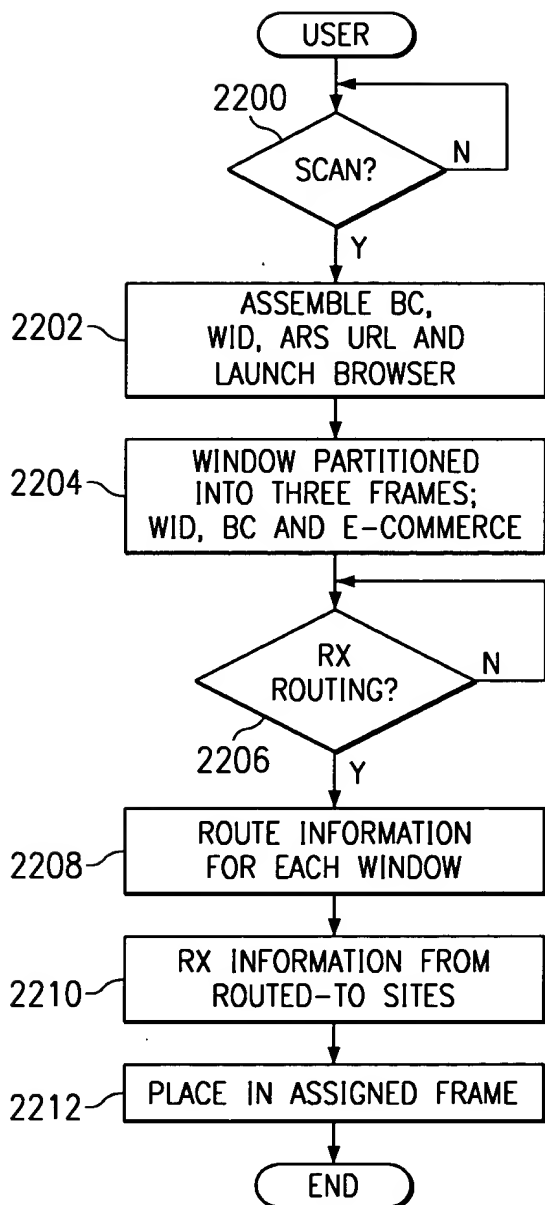 USER
2200
SCAN?
N
Y
2202
ASSEMBLE BC,
WID, ARS URL AND
LAUNCH BROWSER
2204
WINDOW PARTITIONED
INTO THREE FRAMES;
WID, BC AND E-COMMERCE
RX
ROUTING?
N
2206
Y
2208
ROUTE INFORMATION
FOR EACH WINDOW
2210
RX INFORMATION FROM
ROUTED-TO SITES
2212
PLACE IN ASSIGNED FRAME
END